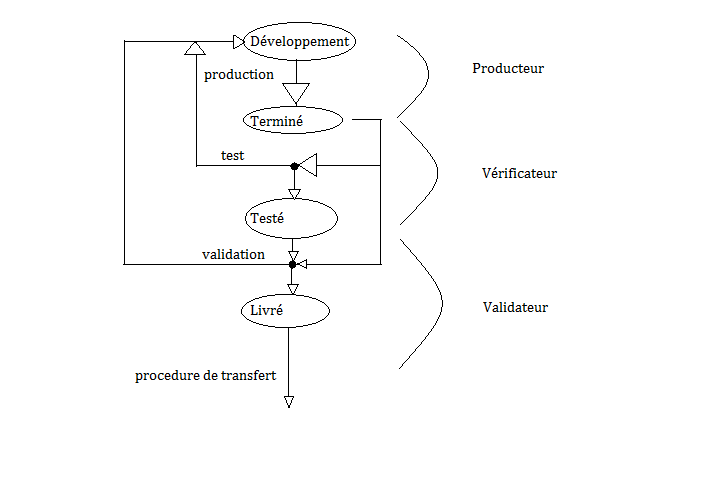 Développement
production
Producteur
Terminé
test
Vérificateur
Testé
validation
Livré
Validateur
procedure de transfert